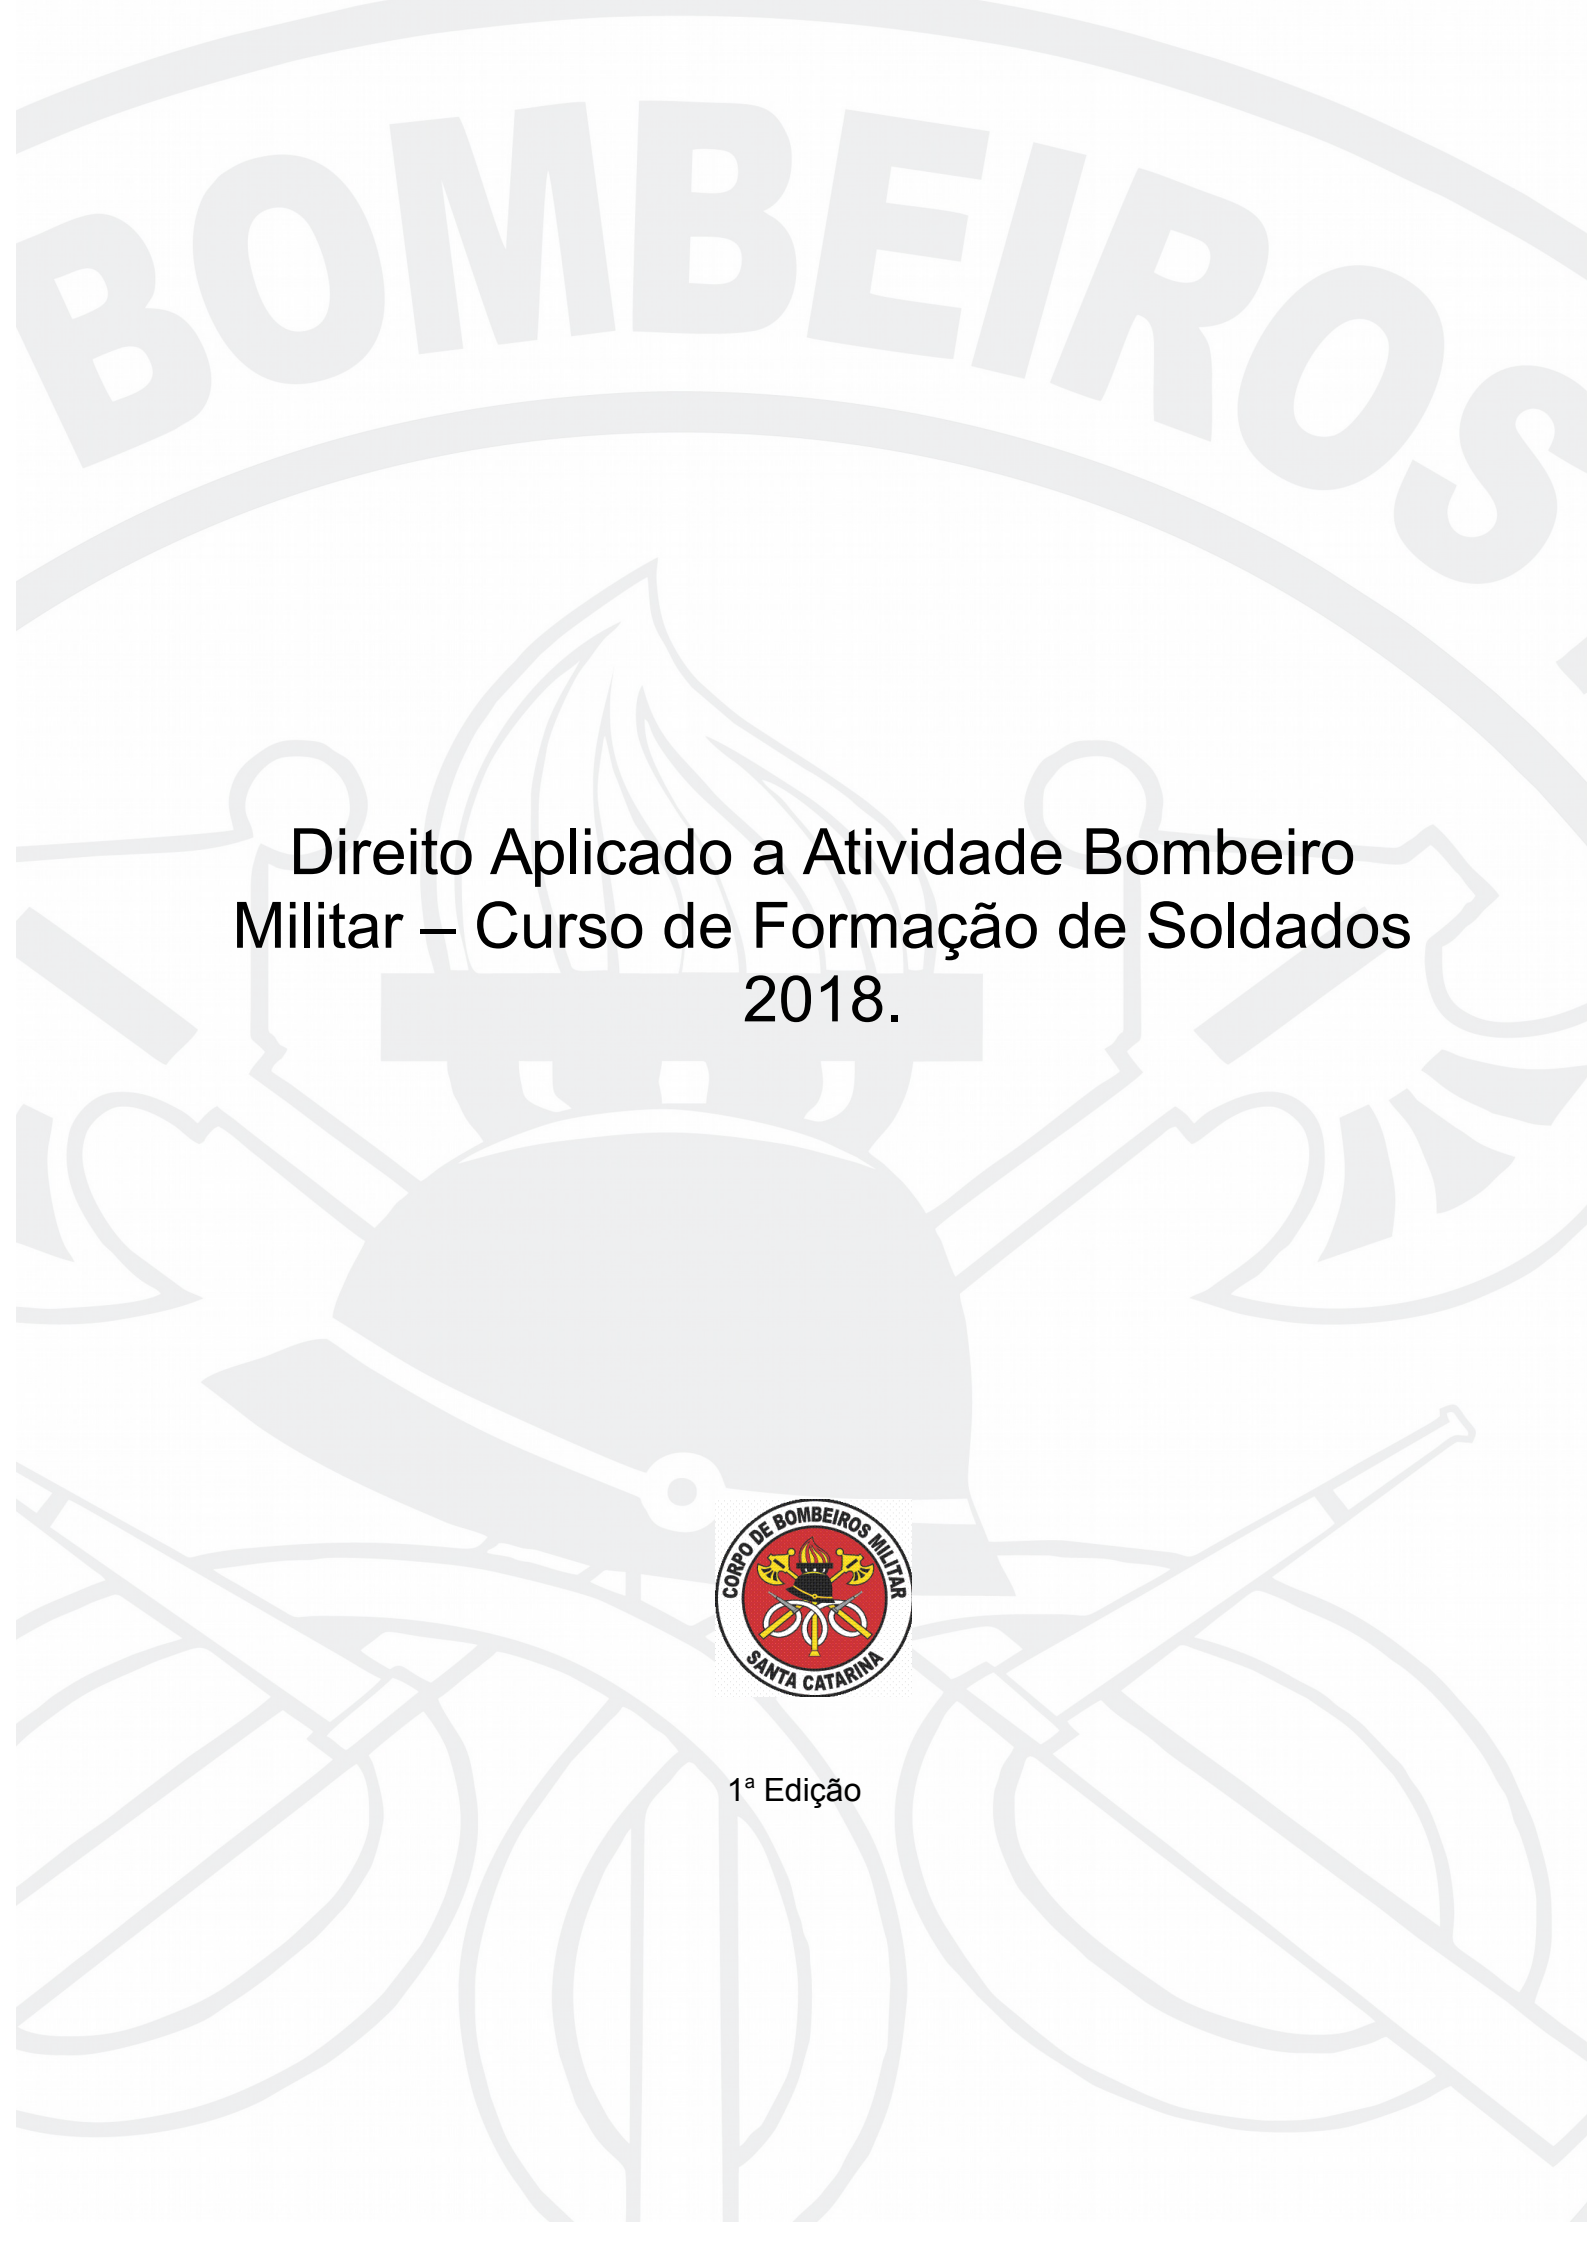 BOMBEIROS
Direito Aplicado a Atividade Bombeiro
Militar – Curso de Formação de Soldados
2018.
CORPO DE BOMBEIROS MILITAR
SANTA CATARINA
1ª Edição